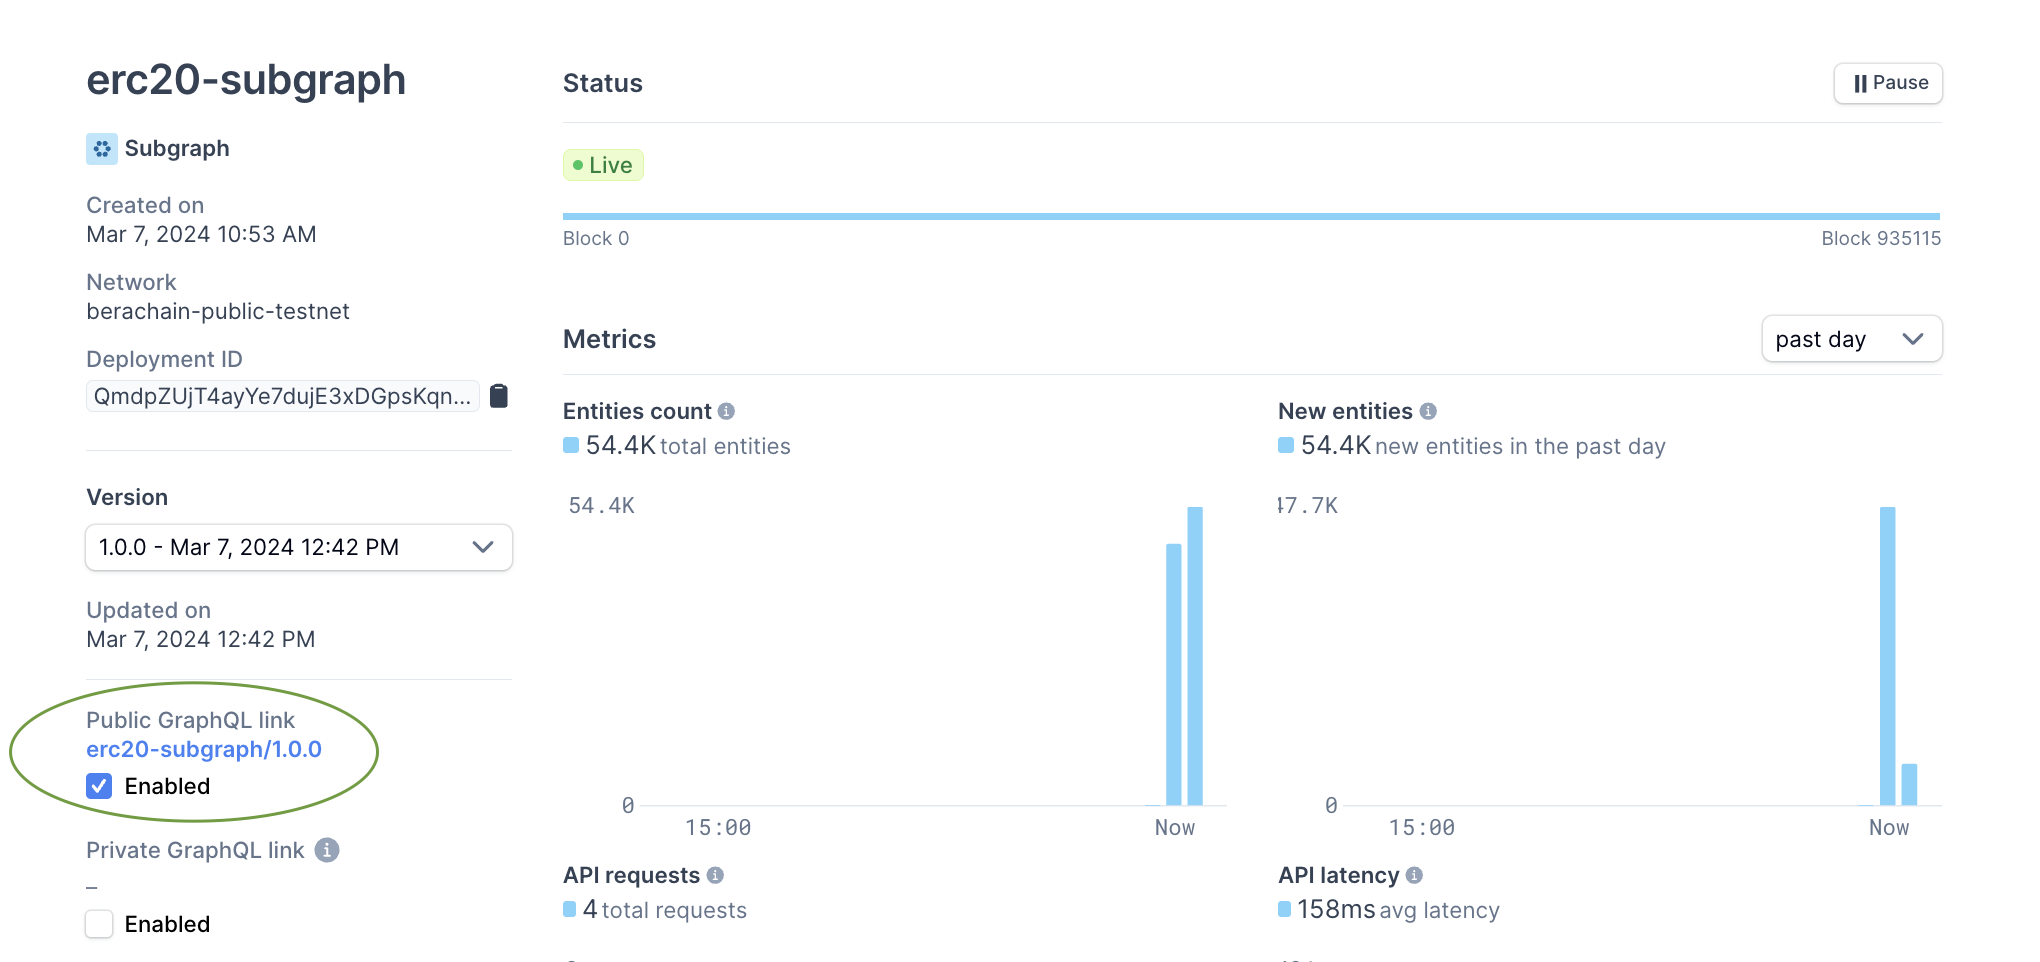 erc20-subgraph
Subgraph
Created on
Mar 7, 2024 10:53 AM
Network
berachain-public-testnet
Deployment ID
QmdpZUjT4ayYe7dujE3xDGpsKqn...
Version
1.0.0 - Mar 7, 2024 12:42 PM
Updated on
Mar 7, 2024 12:42 PM
Public GraphQL link
erc20-subgraph/1.0.0
Enabled
Private GraphQL link
–
Enabled
Status
Pause
Live
Block 0
Block 935115
Metrics
past day
Entities count
54.4K total entities
54.4K
0
15:00
Now
New entities
54.4K new entities in the past day
47.7K
0
15:00
Now
API requests
4 total requests
API latency
158ms avg latency